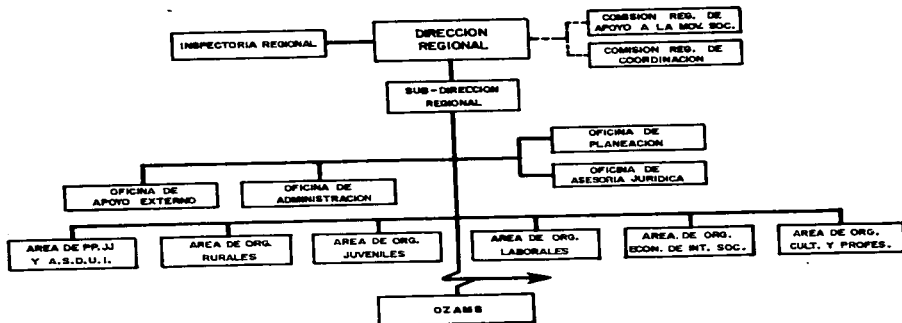 COMISION REG. DE
APOYO A LA MOV. SOC.
INSPECTORIA REGIONAL
DIRECCION
REGIONAL
COMISION REG. DE
COORDINACION
SUB-DIRECCION
REGIONAL
OFICINA DE
PLANEACION
OFICINA DE
ASESORIA JURIDICA
OFICINA DE
APOYO EXTERNO
OFICINA DE
ADMINISTRACION
AREA DE PP.JJ
Y A.S.D.U.I.
AREA DE ORG.
RURALES
AREA DE ORG.
JUVENILES
AREA DE ORG.
LABORALES
AREA. DE ORG.
ECON. DE INT. SOC.
AREA DE ORG.
CULT. Y PROFES.
OZAMS